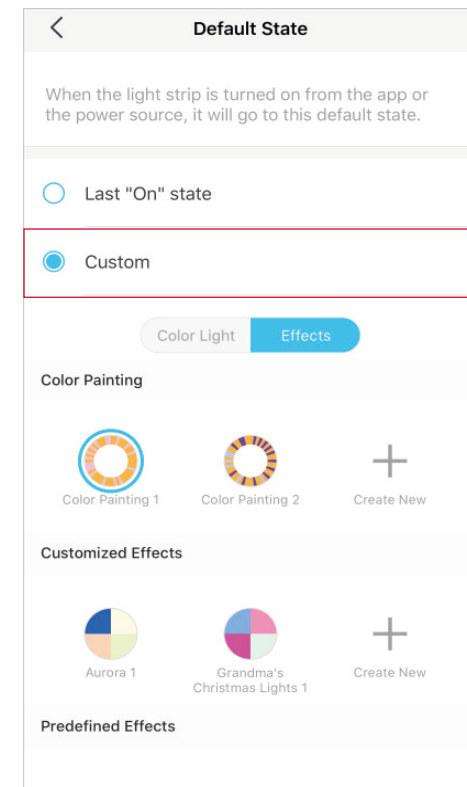 Default State
When the light strip is turned on from the app or
the power source, it will go to this default state.
Last "On" state
Custom
Color Light
Effects
Color Painting
Color Painting 1
Color Painting 2
Create New
Customized Effects
Aurora 1
Grandma's
Christmas Lights 1
Create New
Predefined Effects